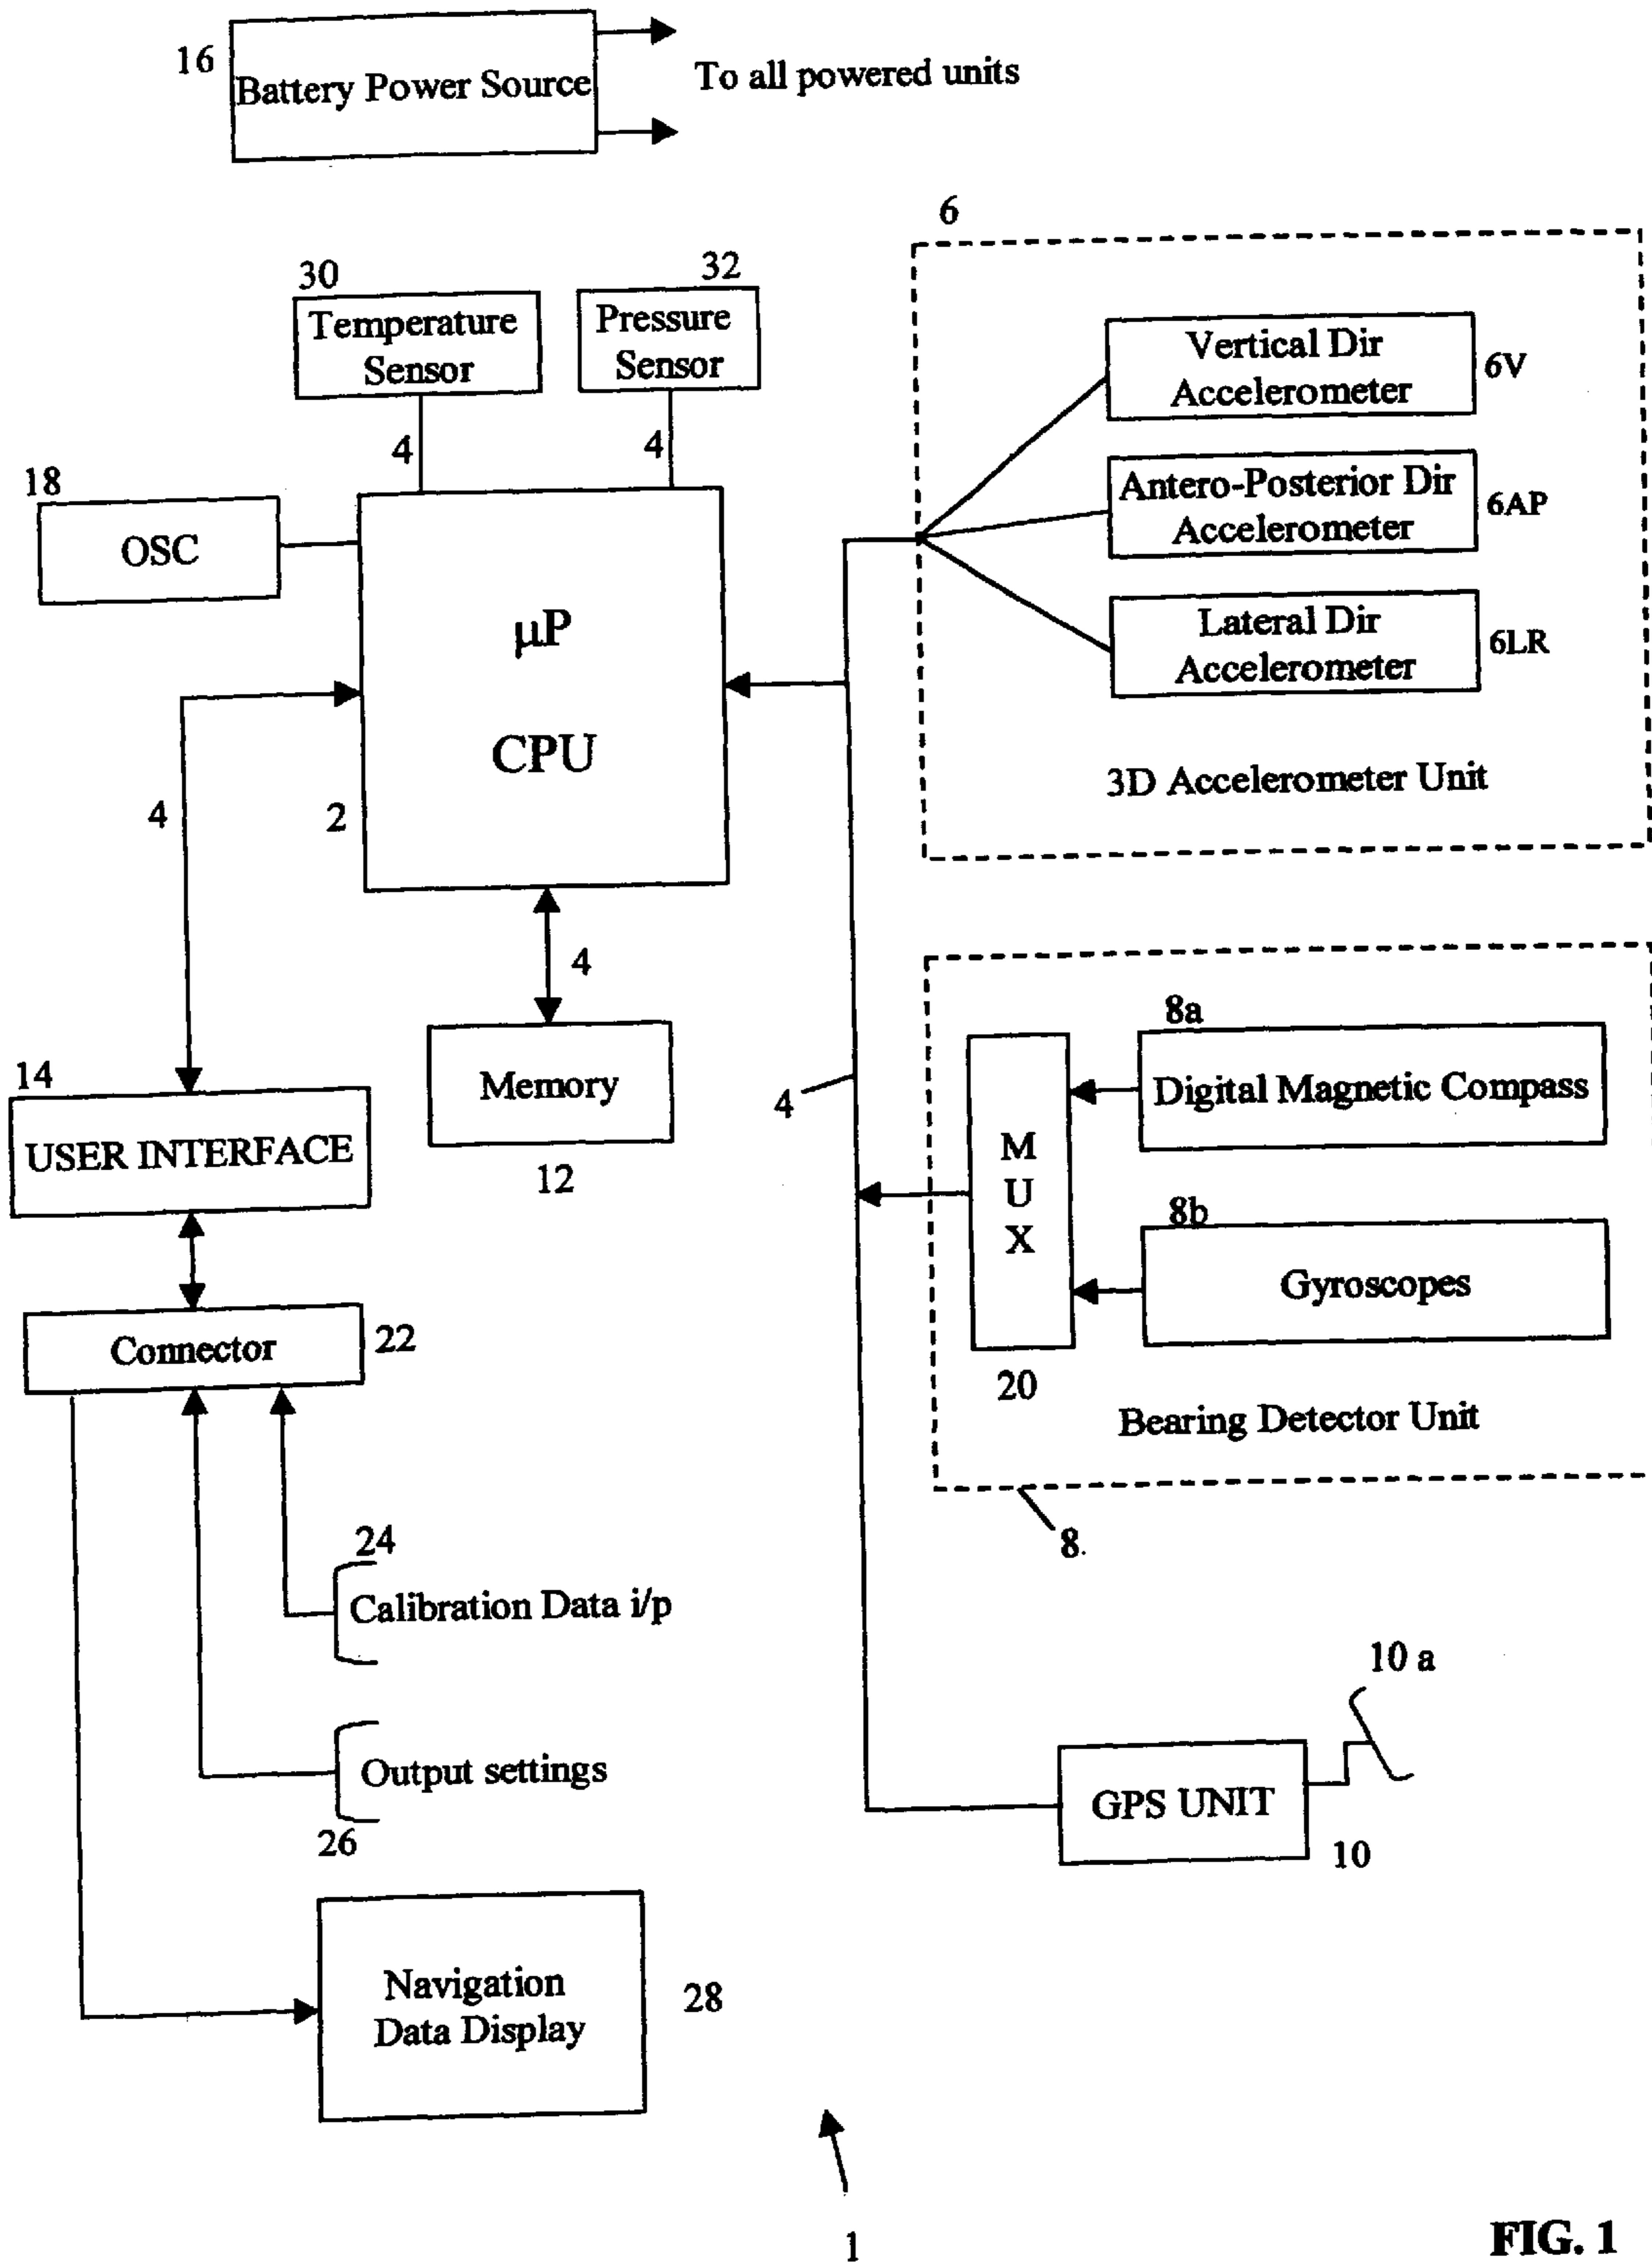 16
Battery Power Source
To all powered units
6
30
32
Temperature
Sensor
Pressure
Sensor
Vertical Dir
Accelerometer
6V
4
4
18
OSC
Antero-Posterior Dir
Accelerometer
6AP
μP
CPU
2
Lateral Dir
Accelerometer
6LR
3D Accelerometer Unit
4
4
14
USER INTERFACE
Memory
12
4
8a
Digital Magnetic Compass
M
U
X
8b
Gyroscopes
20
Bearing Detector Unit
8
Connector
22
24
Calibration Data i/p
Output settings
26
10 a
GPS UNIT
10
Navigation
Data Display
28
1
FIG. 1